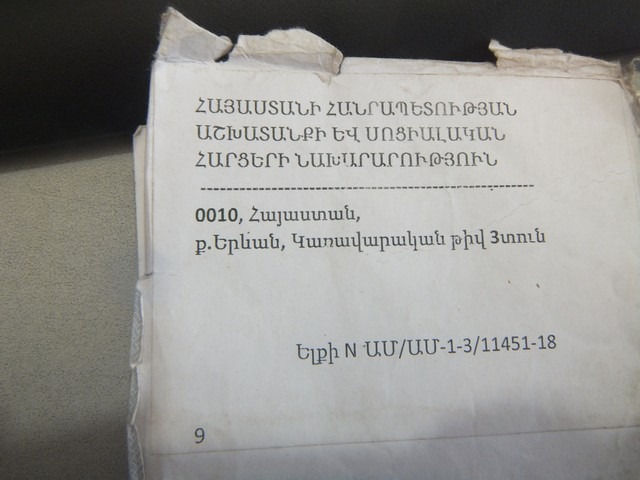 ՀԱՅԱՍՏԱՆԻ ՀԱՆՐԱՊԵՏՈՒԹՅԱՆ
ԱՇԽԱՏԱՆՔԻ ԵՎ ՍՈՑԻԱԼԱԿԱՆ
ՀԱՐՑԵՐԻ ՆԱԽԱՐԱՐՈՒԹՅՈՒՆ
--------------------------------------------------
0010, Հայաստան,
ք.Երևան, Կառավարական թիվ 3տուն
Ելքի N ԱՄ/ԱՄ-1-3/11451-18
9